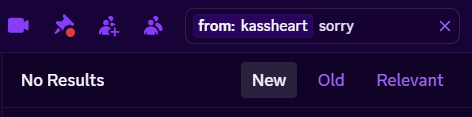 from: kassheart sorry
No Results New Old Relevant